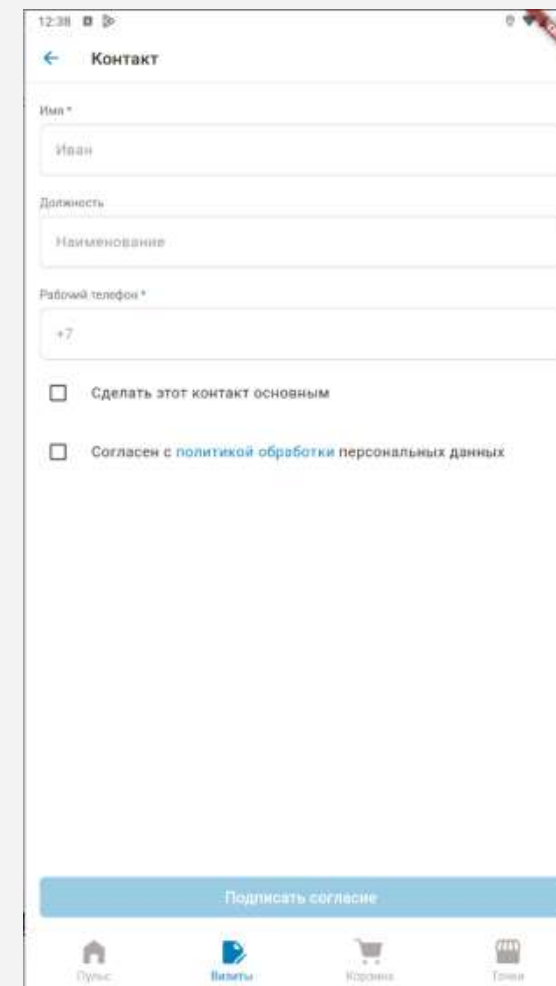 12:38
Контакт
Имя *
Иван
Должность
Наименование
Рабочий телефон *
+7
Сделать этот контакт основным
Согласен с политикой обработки персональных данных
Подписать согласие
Пульс Визиты Корзина Точки